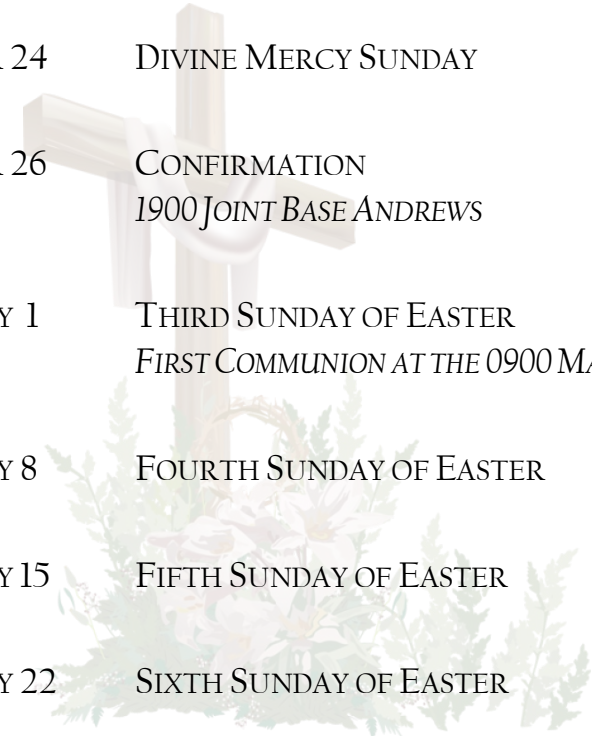 24 Divine Mercy Sunday
26 Confirmation
1900 Joint Base Andrews
1 Third Sunday of Easter
First Communion at the 0900
8 Fourth Sunday of Easter
15 Fifth Sunday of Easter
22 Sixth Sunday of Easter